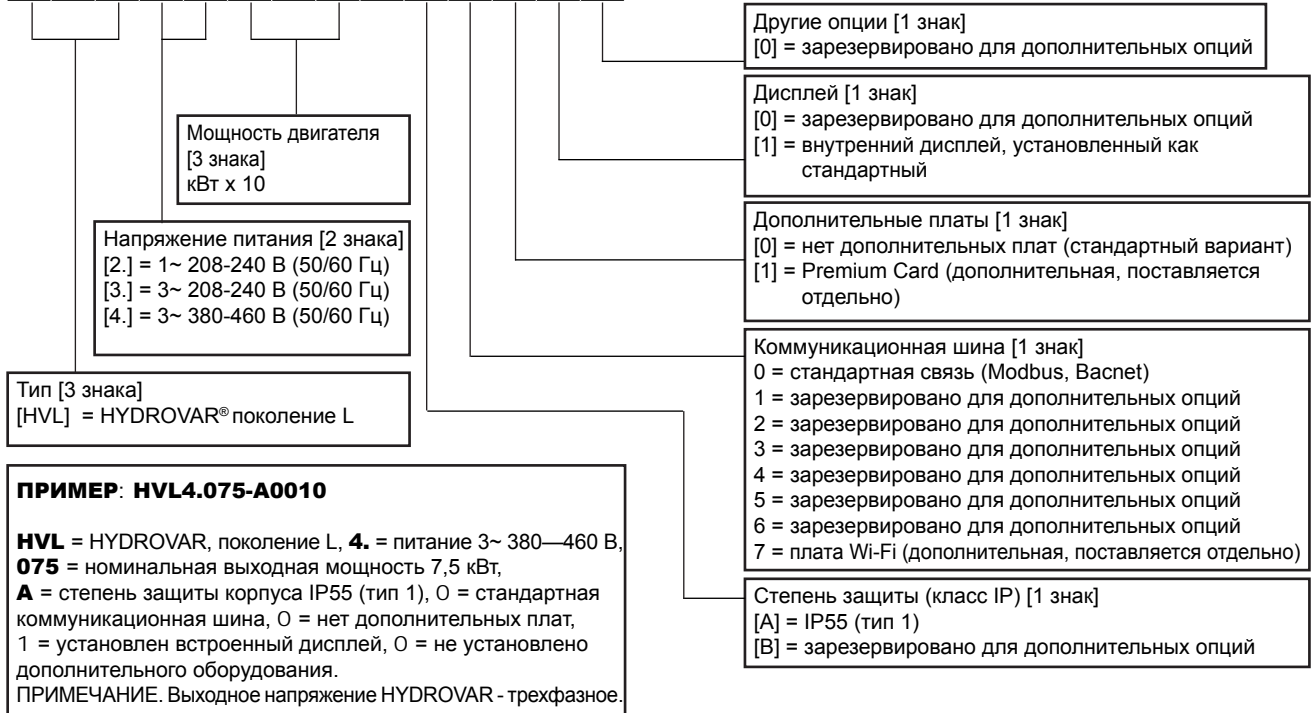 Другие опции [1 знак]
[0] = зарезервировано для дополнительных опций
Дисплей [1 знак]
[0] = зарезервировано для дополнительных опций
[1] = внутренний дисплей, установленный как
стандартный
Мощность двигателя
[3 знака]
кВт x 10
Дополнительные платы [1 знак]
[0] = нет дополнительных плат (стандартный вариант)
[1] = Premium Card (дополнительная, поставляется
отдельно)
Напряжение питания [2 знака]
[2.] = 1~ 208-240 В (50/60 Гц)
[3.] = 3~ 208-240 В (50/60 Гц)
[4.] = 3~ 380-460 В (50/60 Гц)
Коммуникационная шина [1 знак]
0 = стандартная связь (Modbus, Bacnet)
1 = зарезервировано для дополнительных опций
2 = зарезервировано для дополнительных опций
3 = зарезервировано для дополнительных опций
4 = зарезервировано для дополнительных опций
5 = зарезервировано для дополнительных опций
6 = зарезервировано для дополнительных опций
7 = плата Wi-Fi (дополнительная, поставляется отдельно)
Тип [3 знака]
[HVL] = HYDROVAR® поколение L
Степень защиты (класс IP) [1 знак]
[A] = IP55 (тип 1)
[B] = зарезервировано для дополнительных опций
ПРИМЕР: HVL4.075-A0010
HVL = HYDROVAR, поколение L, 4. = питание 3~ 380—460 В,
075 = номинальная выходная мощность 7,5 кВт,
A = степень защиты корпуса IP55 (тип 1), 0 = стандартная
коммуникационная шина, 0 = нет дополнительных плат,
1 = установлен встроенный дисплей, 0 = не установлено
дополнительного оборудования.
ПРИМЕЧАНИЕ. Выходное напряжение HYDROVAR - трехфазное.